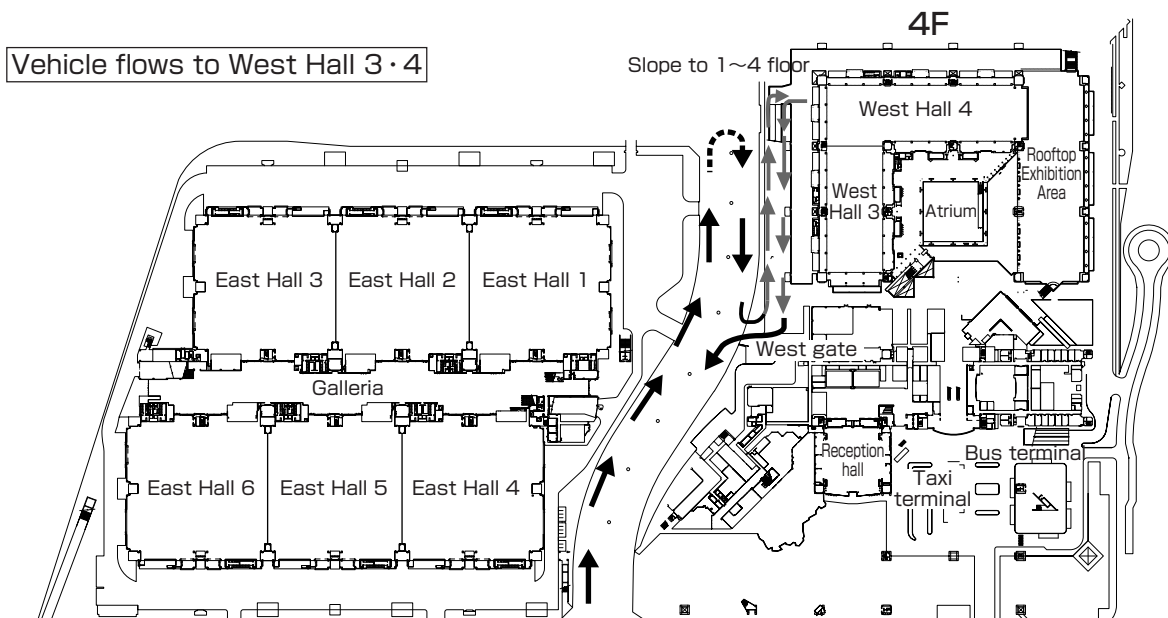 4F
Vehicle flows to West Hall 3・4
Slope to 1～4 floor
West Hall 4
Rooftop
Exhibition
Area
West
Hall 3
Atrium
East Hall 3
East Hall 2
East Hall 1
West gate
Galleria
Reception
hall
Bus terminal
Taxi
terminal
East Hall 6
East Hall 5
East Hall 4